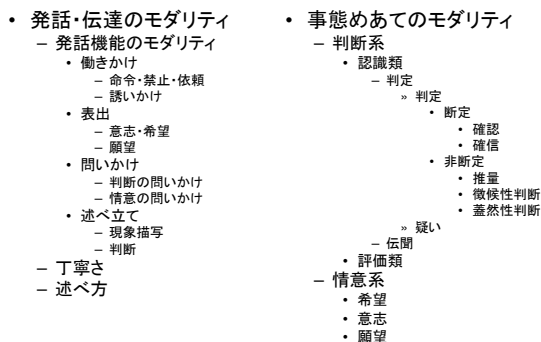 • 発話・伝達のモダリティ
– 発話機能のモダリティ
• 働きかけ
– 命令・禁止・依頼
– 誘いかけ
• 表出
– 意志・希望
– 願望
• 問いかけ
– 判断の問いかけ
– 情意の問いかけ
• 述べ立て
– 現象描写
– 判断
– 丁寧さ
– 述べ方
• 事態めあてのモダリティ
– 判断系
• 認識類
– 判定
» 判定
• 断定
• 確認
• 確信
• 非断定
• 推量
• 徴候性判断
• 蓋然性判断
» 疑い
– 伝聞
• 評価類
– 情意系
• 希望
• 意志
• 願望